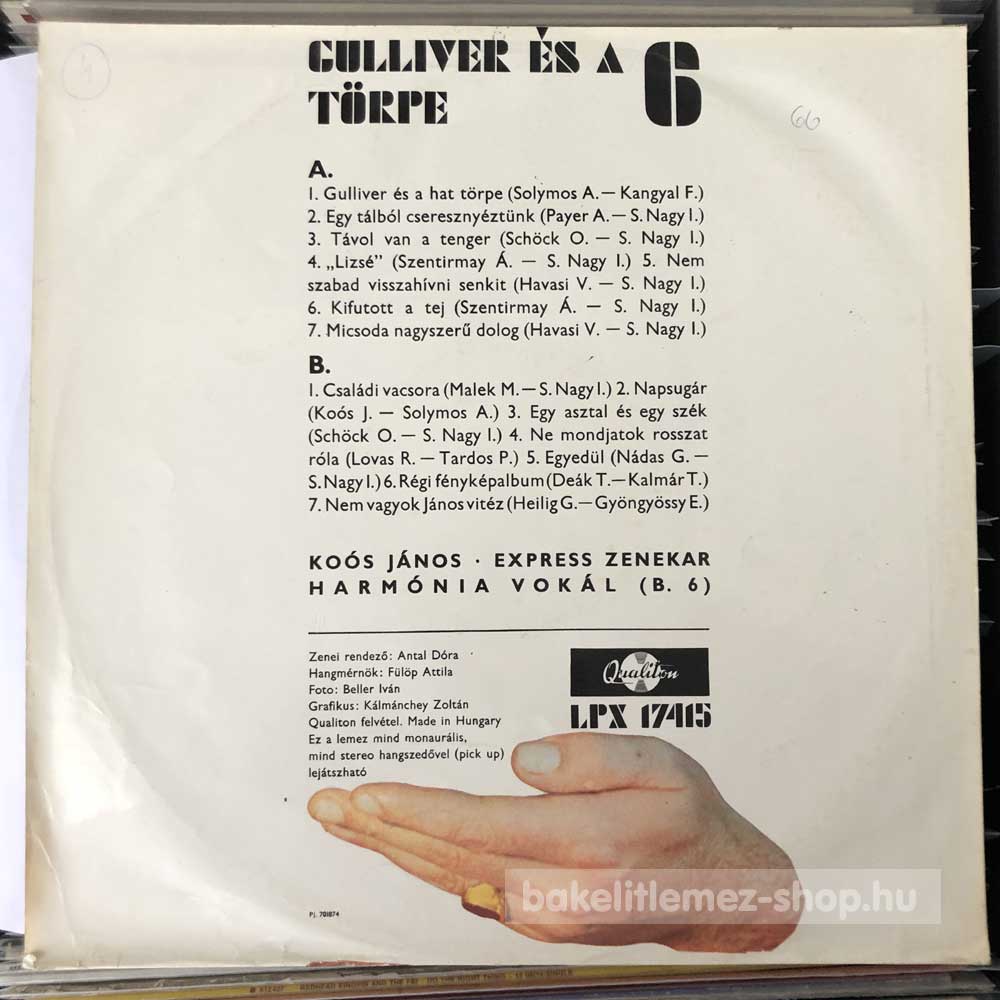 GULLIVER ÉS A 6
TÖRPE
66
A.
1. Gulliver és a hat törpe (Solymos A.— Kangyal F.)
2. Egy tálból cseresznyéztünk (Payer A.— S. Nagy I.)
3. Távol van a tenger (Schöck O. — S. Nagy I.)
4. „Lizsé” (Szentirmay Á. — S. Nagy I.) 5. Nem
szabad visszahívni senkit (Havasi V. — S. Nagy I.)
6. Kifutott a tej (Szentirmay Á. — S. Nagy I.)
7. Micsoda nagyszerű dolog (Havasi V. — S. Nagy I.)
B.
1. Családi vacsora (Malek M.— S. Nagy I.) 2. Napsugár
(Koós J. — Solymos A.) 3. Egy asztal és egy szék
(Schöck O. — S. Nagy I.) 4. Ne mondjatok rosszat
róla (Lovas R. — Tardos P.) 5. Egyedül (Nádas G. —
S. Nagy I.) 6. Régi fényképalbum (Deák T.—Kalmár T.)
7. Nem vagyok János vitéz (Heilig G.— Gyöngyössy E.)
KOÓS JÁNOS · EXPRESS ZENEKAR
HARMÓNIA VOKÁL (B. 6)
Zenei rendező: Antal Dóra
Hangmérnök: Fülöp Attila
Foto: Beller Iván
Grafikus: Kálmánchey Zoltán
Qualiton felvétel. Made in Hungary
Ez a lemez mind monaurális,
mind stereo hangszedővel (pick up)
lejátszható
Qualiton
LPX 17415
bakelitlemez-shop.hu
Pj. 701874